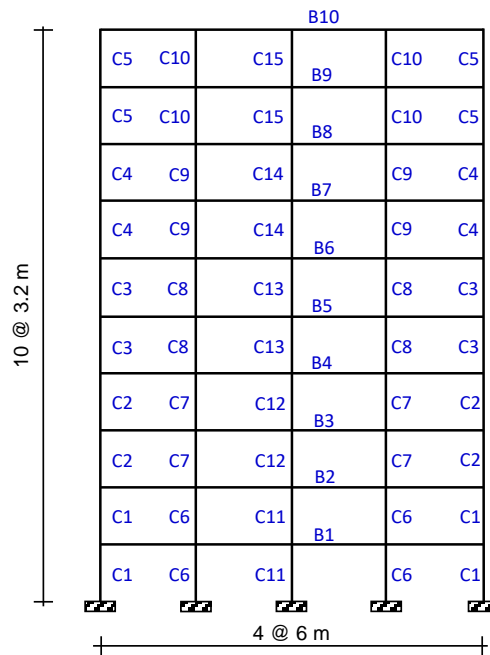 B10
C5 C10 C15 C10 C5
B9
C5 C10 C15 C10 C5
B8
C4 C9 C14 C9 C4
B7
C4 C9 C14 C9 C4
B6
C3 C8 C13 C8 C3
B5
C3 C8 C13 C8 C3
B4
C2 C7 C12 C7 C2
B3
C2 C7 C12 C7 C2
B2
C1 C6 C11 C6 C1
B1
C1 C6 C11 C6 C1
10 @ 3.2 m
4 @ 6 m